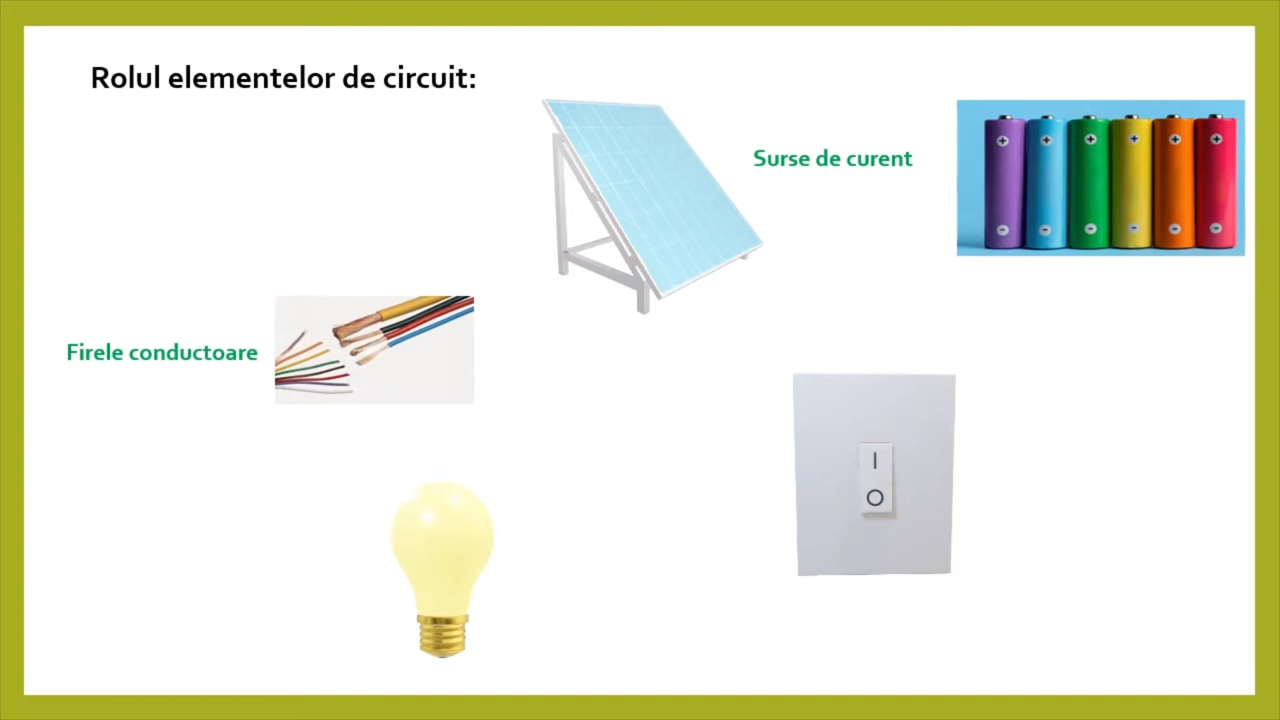 Rolul elementelor de circuit:
Surse de curent
Firele conductoare